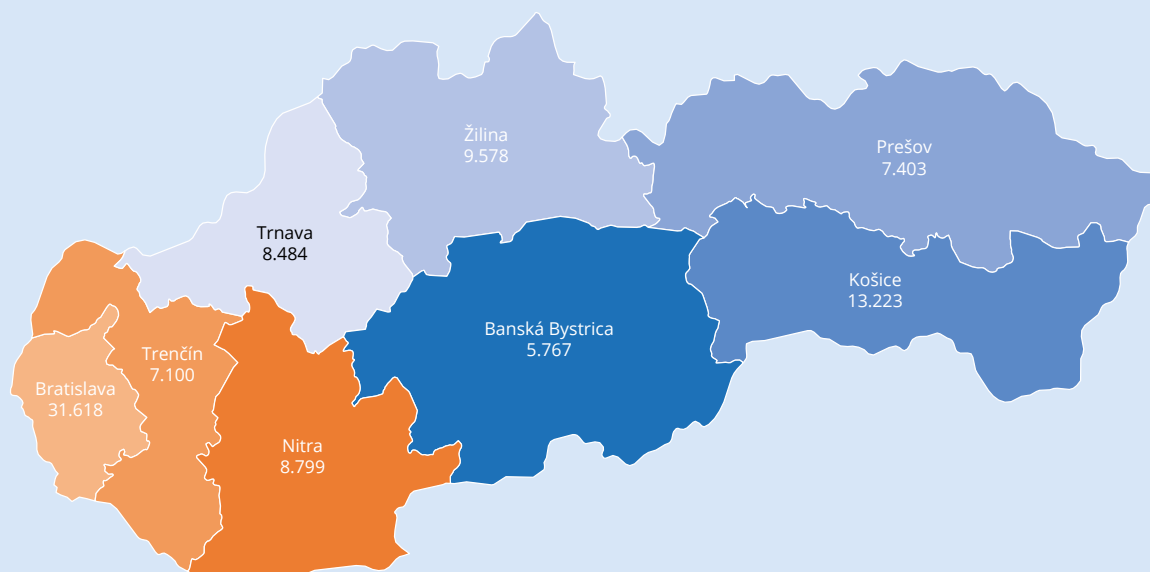 Žilina
9.578
Prešov
7.403
Trnava
8.484
Košice
13.223
Banská Bystrica
5.767
Trenčín
7.100
Bratislava
31.618
Nitra
8.799